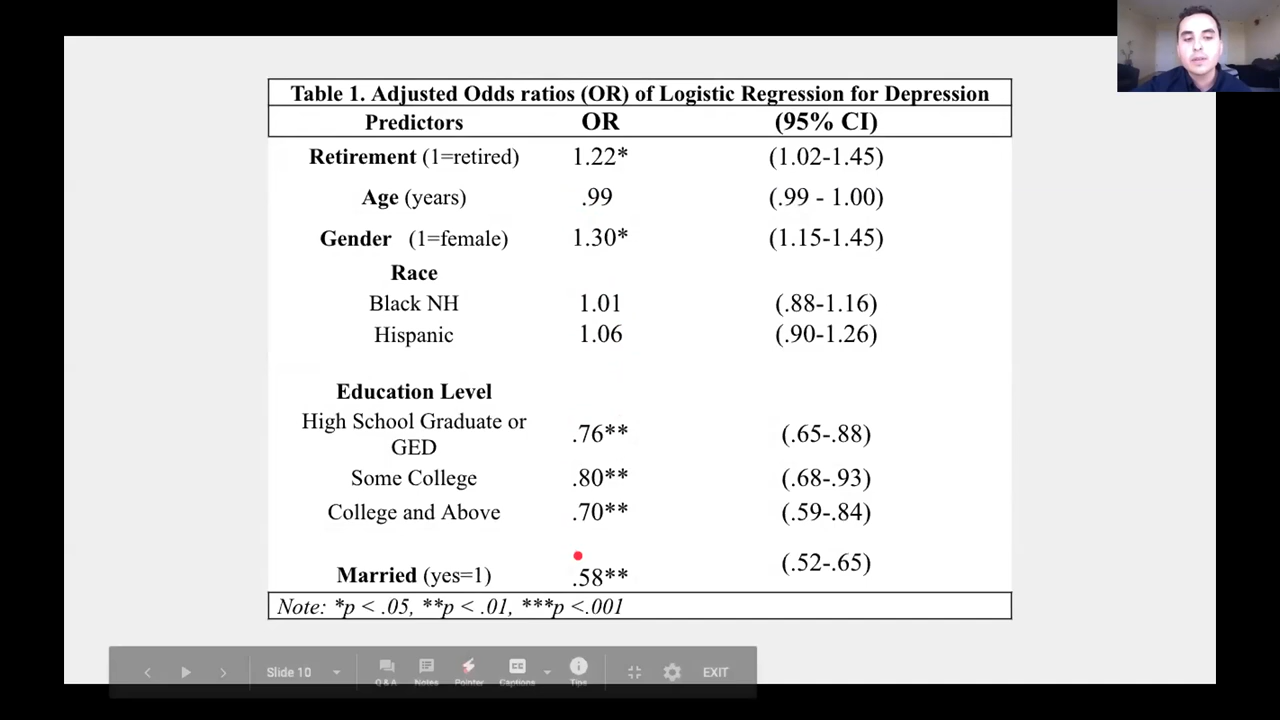 Table 1. Adjusted Odds ratios (OR) of Logistic Regression for Depression
Predictors OR (95% CI)
Retirement (1=retired) 1.22* (1.02-1.45)
Age (years) .99 (.99 - 1.00)
Gender (1=female) 1.30* (1.15-1.45)
Race
Black NH 1.01 (.88-1.16)
Hispanic 1.06 (.90-1.26)
Education Level
High School Graduate or
GED .76** (.65-.88)
Some College .80** (.68-.93)
College and Above .70** (.59-.84)
Married (yes=1) .58** (.52-.65)
Note: *p < .05, **p < .01, ***p <.001
Slide 10 Q & A Notes Pointer Captions Tips EXIT